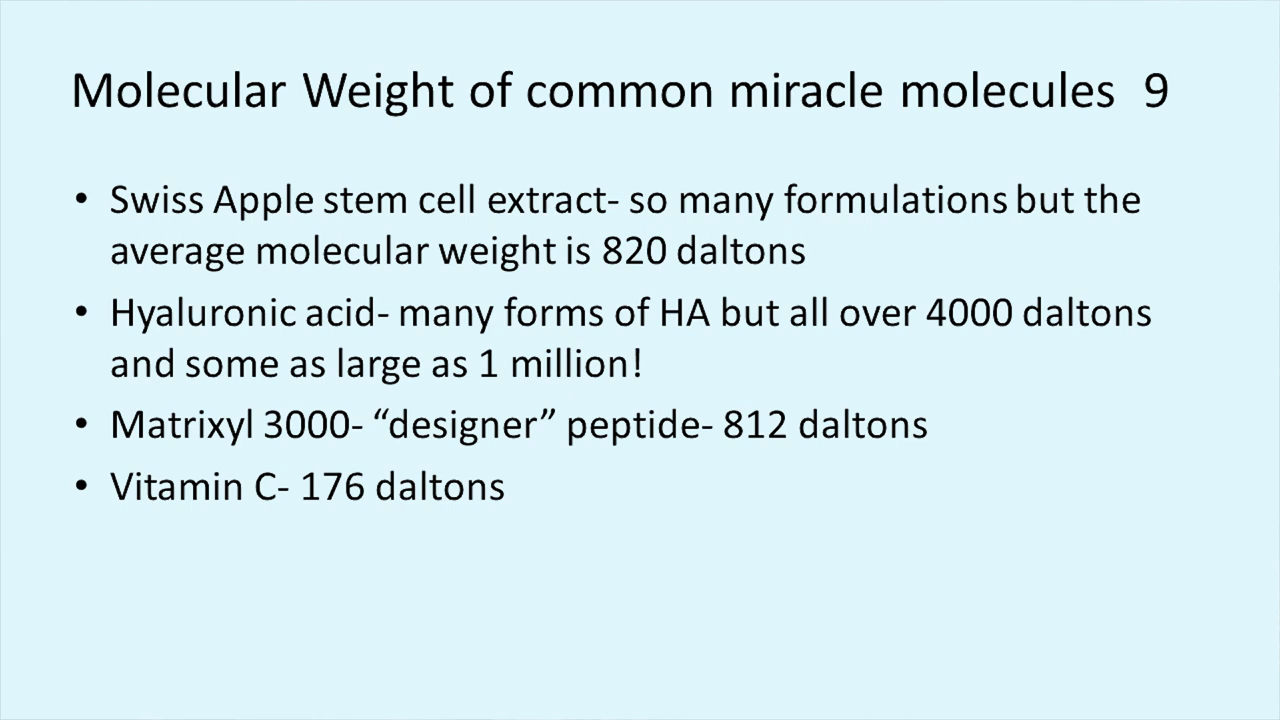 Molecular Weight of common miracle molecules 9
• Swiss Apple stem cell extract- so many formulations but the
average molecular weight is 820 daltons
• Hyaluronic acid- many forms of HA but all over 4000 daltons
and some as large as 1 million!
• Matrixyl 3000- “designer” peptide- 812 daltons
• Vitamin C- 176 daltons